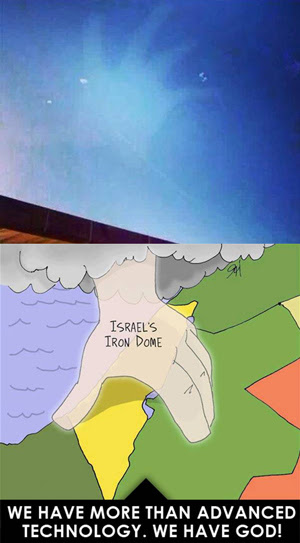 ISRAEL'S
IRON DOME
WE HAVE MORE THAN ADVANCED
TECHNOLOGY. WE HAVE GOD!